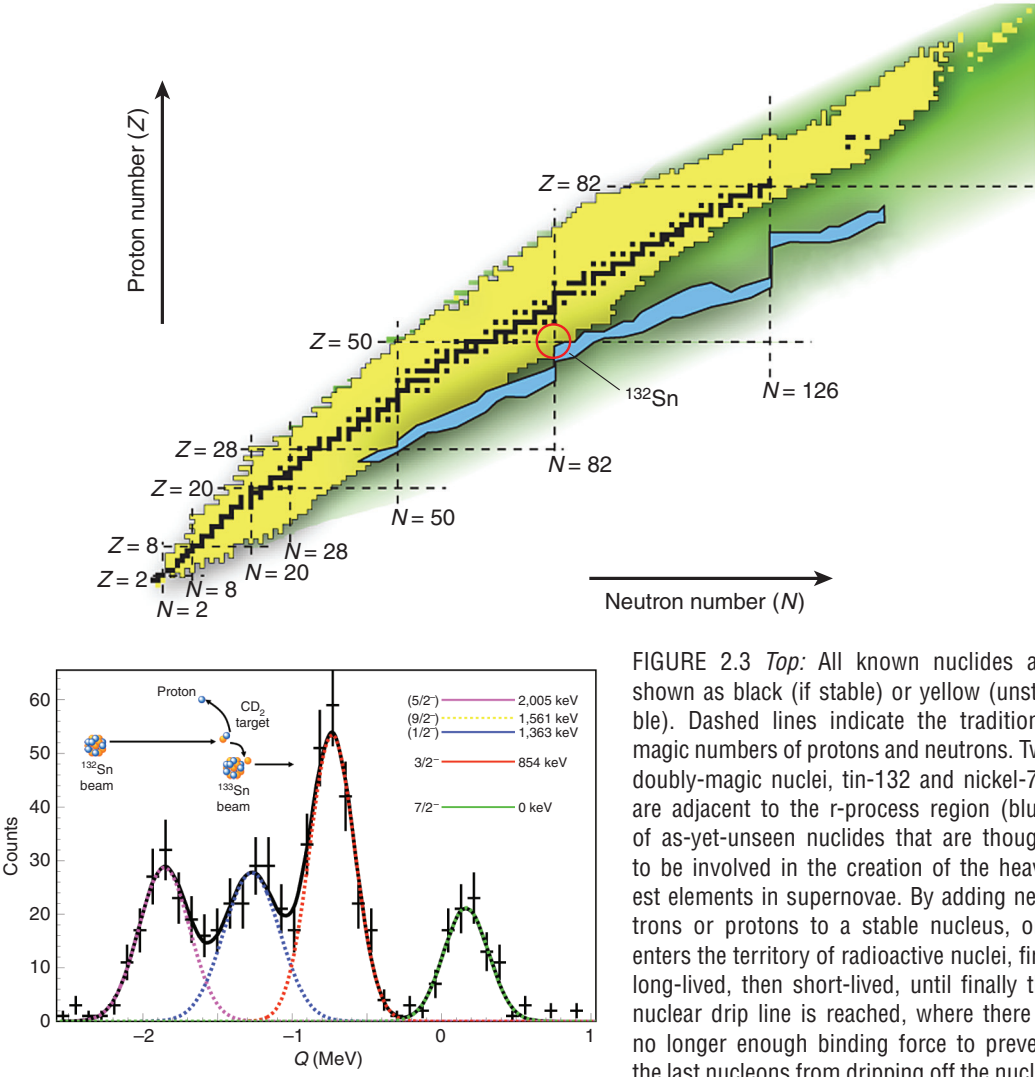 Proton number (Z)
Z = 82
Z = 50
132Sn
N = 126
Z = 28
N = 82
Z = 20
N = 50
Z = 8
N = 28
N = 20
Z = 2
N = 8
N = 2
Neutron number (N)
60
50
40
30
20
10
0
Counts
–2
–1
0
1
Q (MeV)
Proton
CD2
target
132Sn
beam
133Sn
beam
(5/2–) 2,005 keV
(9/2–) 1,561 keV
(1/2–) 1,363 keV
3/2– 854 keV
7/2– 0 keV
FIGURE 2.3 Top: All known nuclides a
shown as black (if stable) or yellow (unst
ble). Dashed lines indicate the tradition
magic numbers of protons and neutrons. Tw
doubly-magic nuclei, tin-132 and nickel-7
are adjacent to the r-process region (blu
of as-yet-unseen nuclides that are thoug
to be involved in the creation of the heav
est elements in supernovae. By adding ne
trons or protons to a stable nucleus, o
enters the territory of radioactive nuclei, fir
long-lived, then short-lived, until finally t
nuclear drip line is reached, where there
no longer enough binding force to preve
the last nucleons from dripping off the nucle